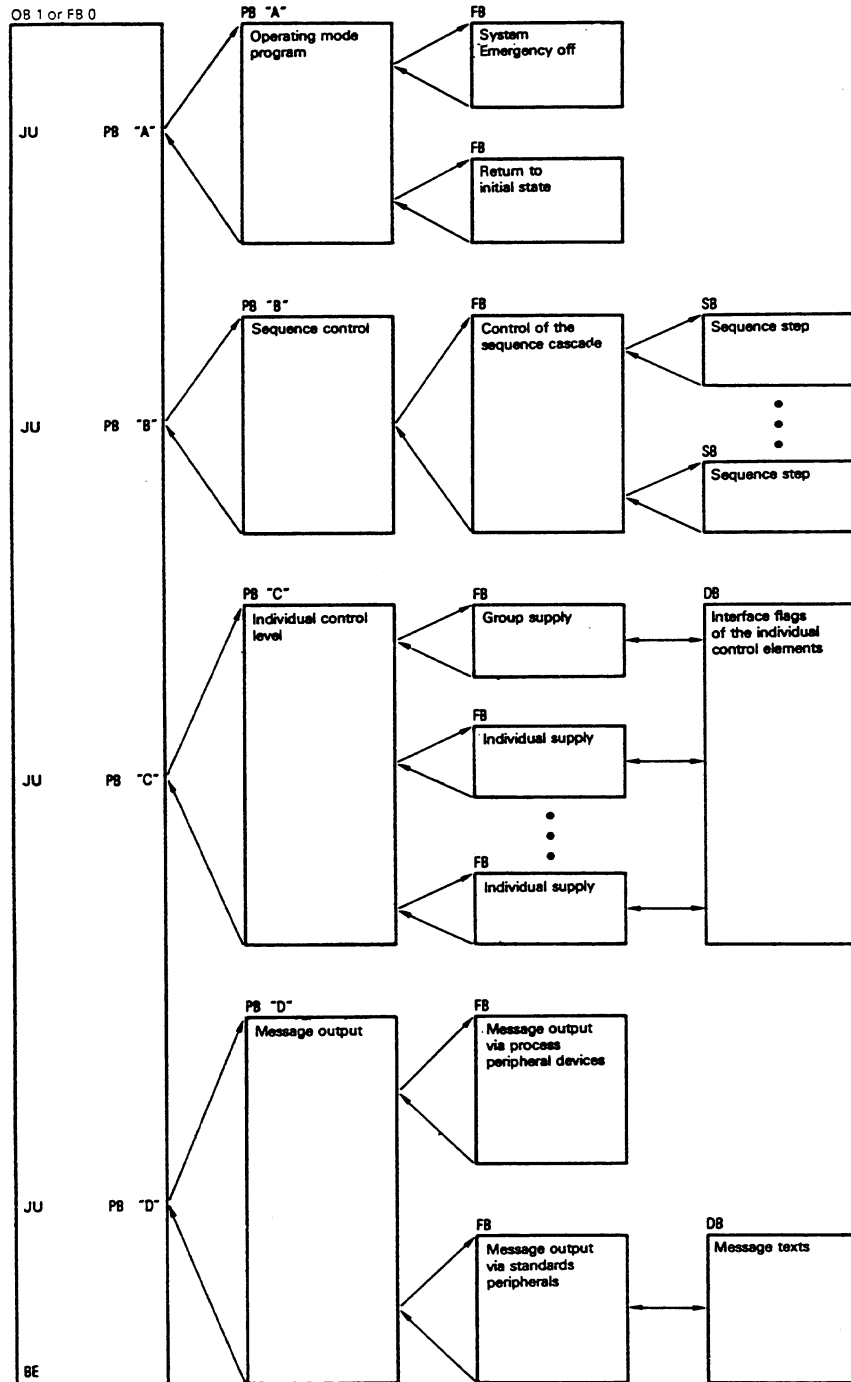 OB 1 or FB 0
PB "A"
Operating mode
program
FB
System
Emergency off
JU PB "A"
FB
Return to
initial state
PB "B"
Sequence control
FB
Control of the
sequence cascade
SB
Sequence step
JU PB "B"
SB
Sequence step
PB "C"
Individual control
level
FB
Group supply
DB
Interface flags
of the individual
control elements
FB
Individual supply
JU PB "C"
FB
Individual supply
PB "D"
Message output
FB
Message output
via process
peripheral devices
JU PB "D"
FB
Message output
via standards
peripherals
DB
Message texts
BE